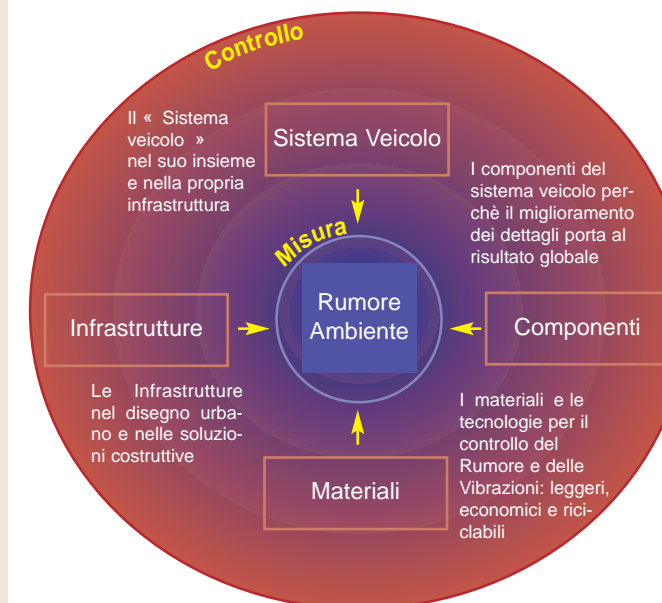 Controllo
Il « Sistema
veicolo »
nel suo insieme
e nella propria
infrastruttura
Sistema Veicolo
I componenti del
sistema veicolo per-
chè il miglioramento
dei dettagli porta al
risultato globale
Misura
Rumore
Ambiente
Infrastrutture
Componenti
Le Infrastrutture
nel disegno urba-
no e nelle soluzio-
ni costruttive
I materiali e le
tecnologie per il
controllo del
Rumore e delle
Vibrazioni: leggeri,
economici e rici-
clabili
Materiali